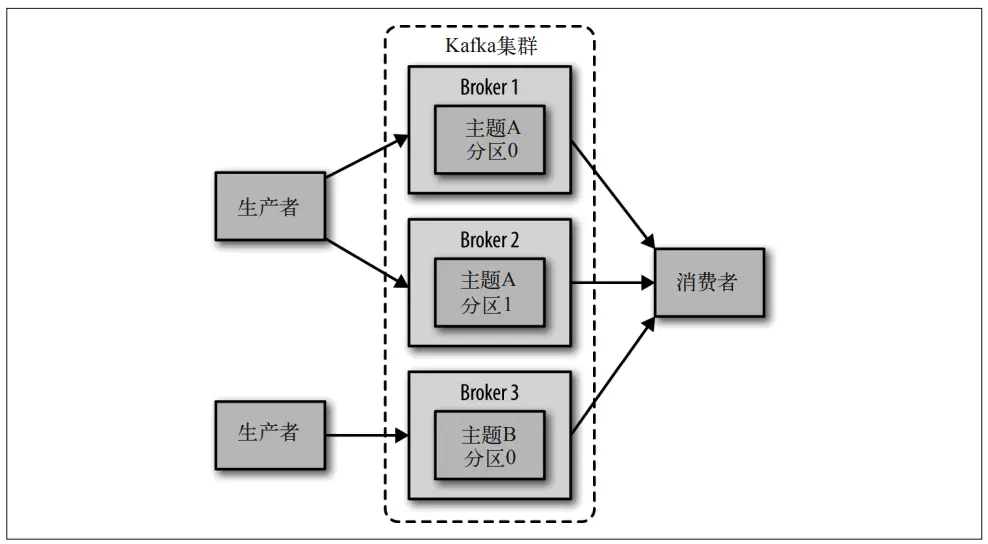 Kafka集群
Broker 1
主题A
分区0
生产者
Broker 2
主题A
分区1
消费者
Broker 3
主题B
分区0
生产者